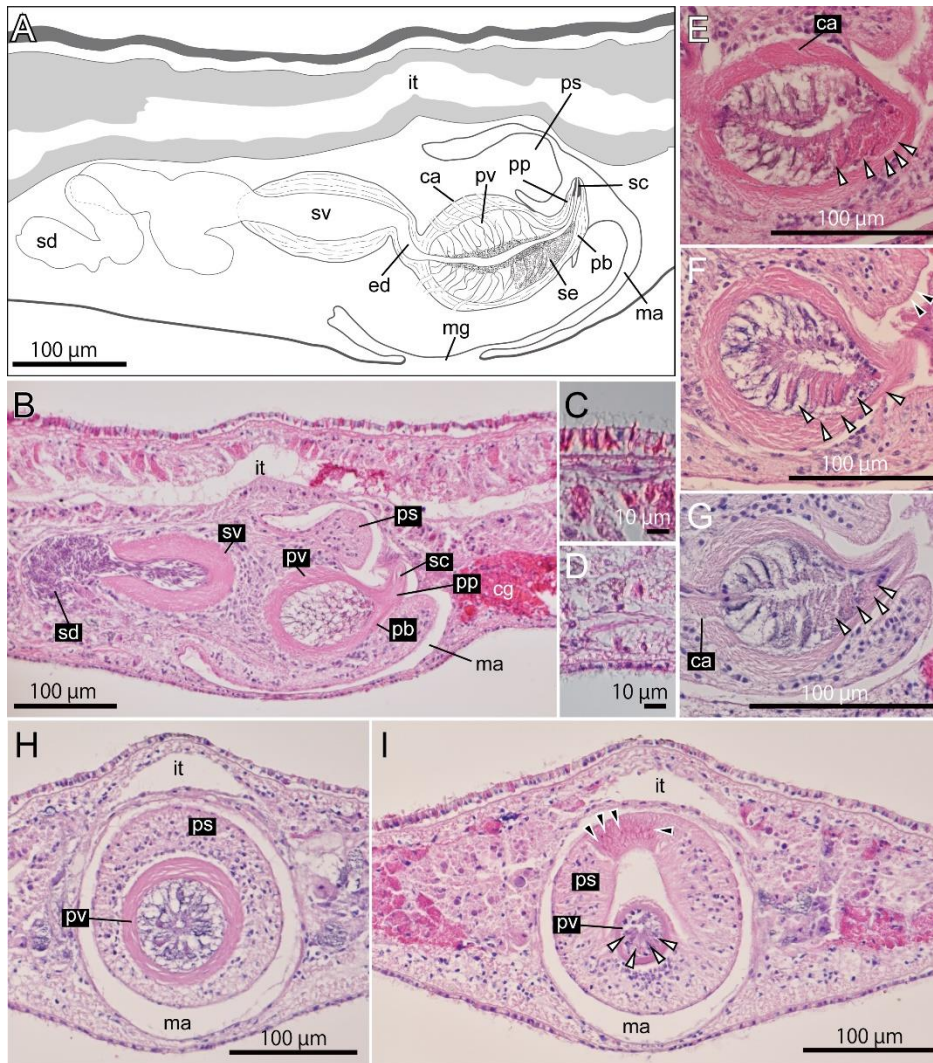 A
it
ps
pp
sc
ca
pv
sv
sd
ed
se
pb
ma
mg
100 μm
B
it
ps
sv
pv
sc
pp
cg
sd
pb
ma
100 μm
C
10 μm
D
10 μm
E
ca
100 μm
F
100 μm
G
ca
100 μm
H
it
ps
pv
ma
100 μm
I
it
ps
pv
ma
100 μm